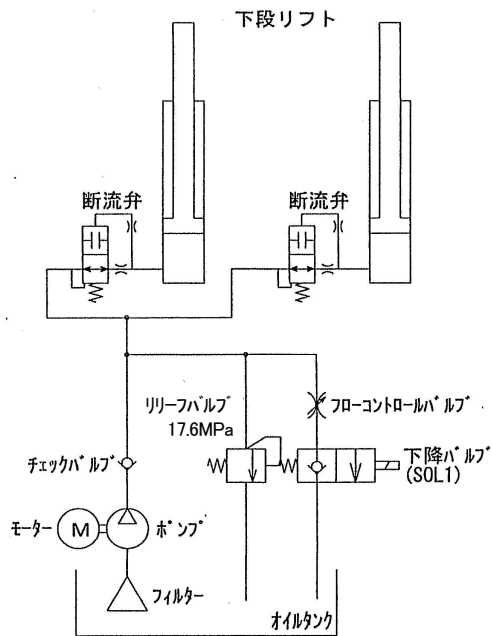 下段リフト
断流弁
断流弁
リリーフバルブ
17.6MPa
フローコントロールバルブ
下降バルブ
(SOL1)
チェックバルブ
モーター
M
ポンプ
フィルター
オイルタンク